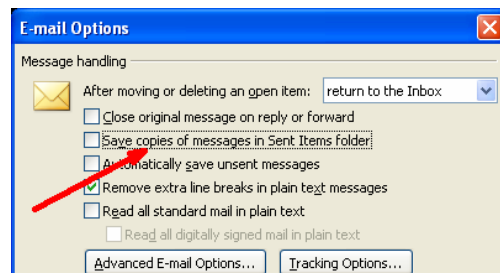 E-mail Options
Message handling
After moving or deleting an open item: return to the Inbox
Close original message on reply or forward
Save copies of messages in Sent Items folder
Automatically save unsent messages
Remove extra line breaks in plain text messages
Read all standard mail in plain text
Read all digitally signed mail in plain text
Advanced E-mail Options... Tracking Options...